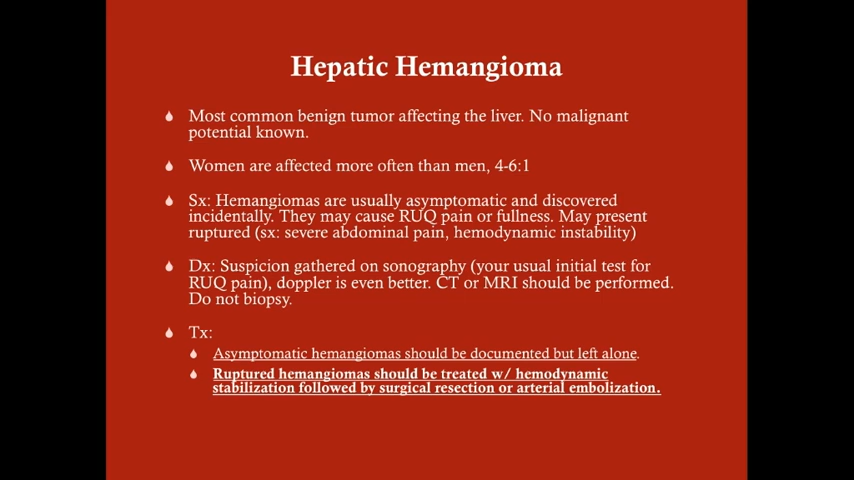 Hepatic Hemangioma
Most common benign tumor affecting the liver. No malignant
potential known.
Women are affected more often than men, 4-6:1
Sx: Hemangiomas are usually asymptomatic and discovered
incidentally. They may cause RUQ pain or fullness. May present
ruptured (sx: severe abdominal pain, hemodynamic instability)
Dx: Suspicion gathered on sonography (your usual initial test for
RUQ pain), doppler is even better. CT or MRI should be performed.
Do not biopsy.
Tx:
Asymptomatic hemangiomas should be documented but left alone.
Ruptured hemangiomas should be treated w/ hemodynamic
stabilization followed by surgical resection or arterial embolization.